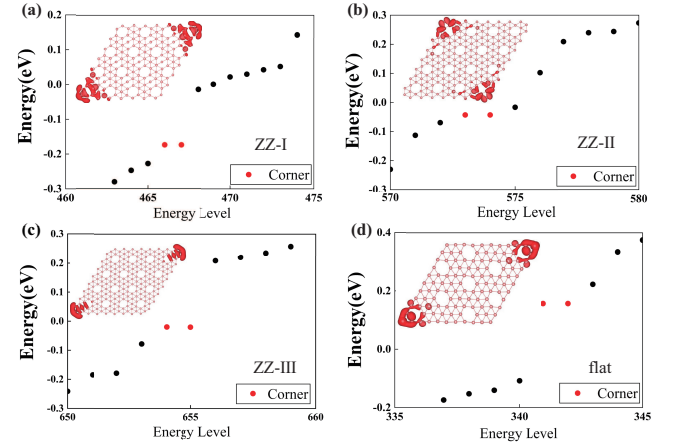 (a)
Energy(eV)
0.2
0.1
0.0
-0.1
-0.2
-0.3
460
465
470
475
ZZ-I
Corner
Energy Level
(b)
Energy(eV)
0.3
0.2
0.1
0.0
-0.1
-0.2
-0.3
570
575
580
ZZ-II
Corner
Energy Level
(c)
Energy(eV)
0.3
0.2
0.1
0.0
-0.1
-0.2
-0.3
650
655
660
ZZ-III
Corner
Energy Level
(d)
Energy(eV)
0.4
0.2
0.0
-0.2
335
340
345
flat
Corner
Energy Level